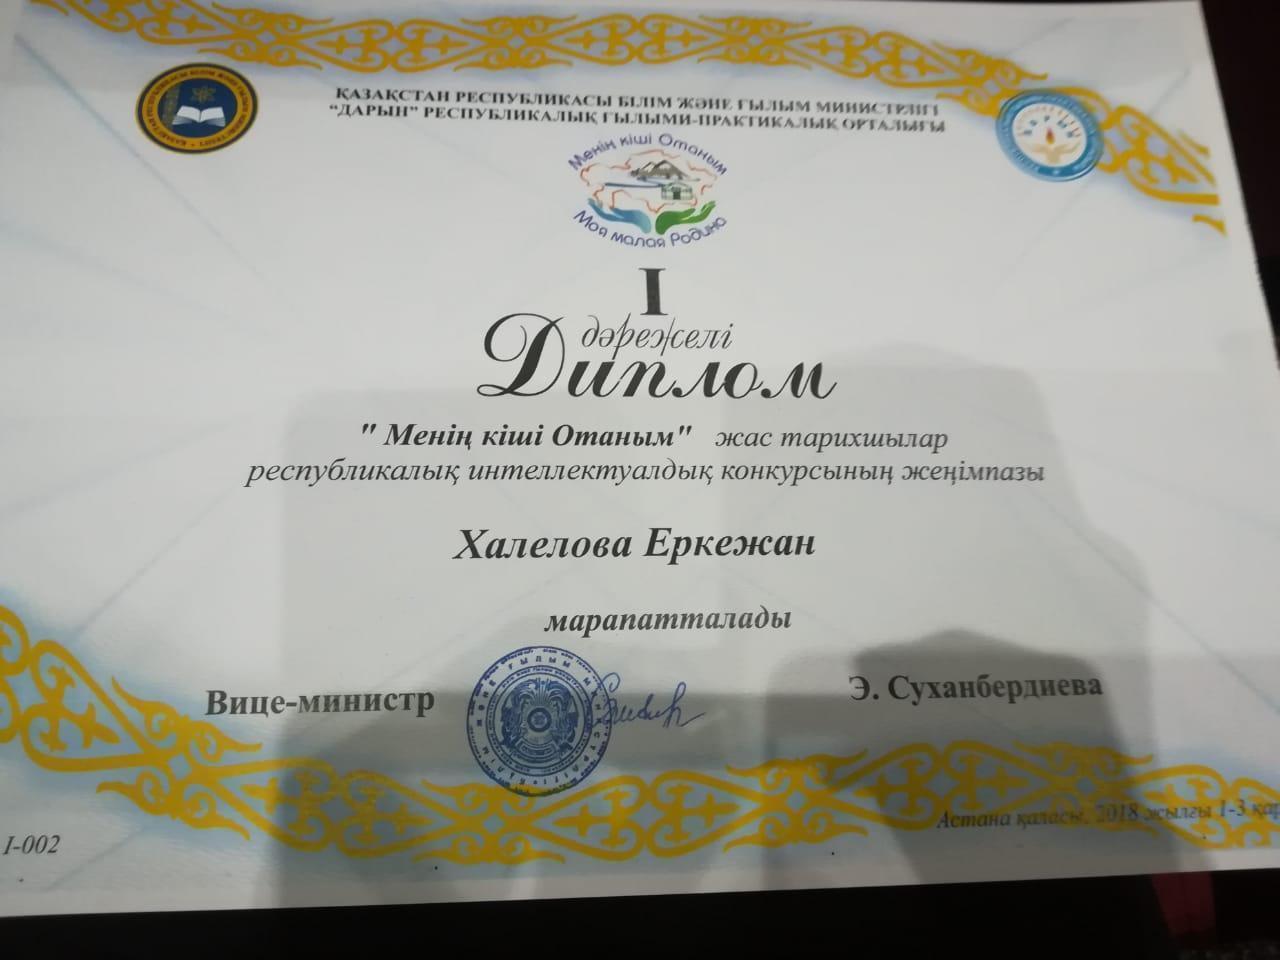 ҚАЗАҚСТАН РЕСПУБЛИКАСЫ БІЛІМ ЖӘНЕ ҒЫЛЫМ МИНИСТРЛІГІ
“ДАРЫН” РЕСПУБЛИКАЛЫҚ ҒЫЛЫМИ-ПРАКТИКАЛЫҚ ОРТАЛЫҒЫ
Менің кіші Отаным
Моя малая Родина
I
дәрежелі
Диплом
" Менің кіші Отаным" жас тарихшылар
республикалық интеллектуалдық конкурсының жеңімпазы
Халелова Еркежан
марапатталады
Вице-министр Э. Суханбердиева
Астана қаласы, 2018 жылғы 1-3 қар
I-002